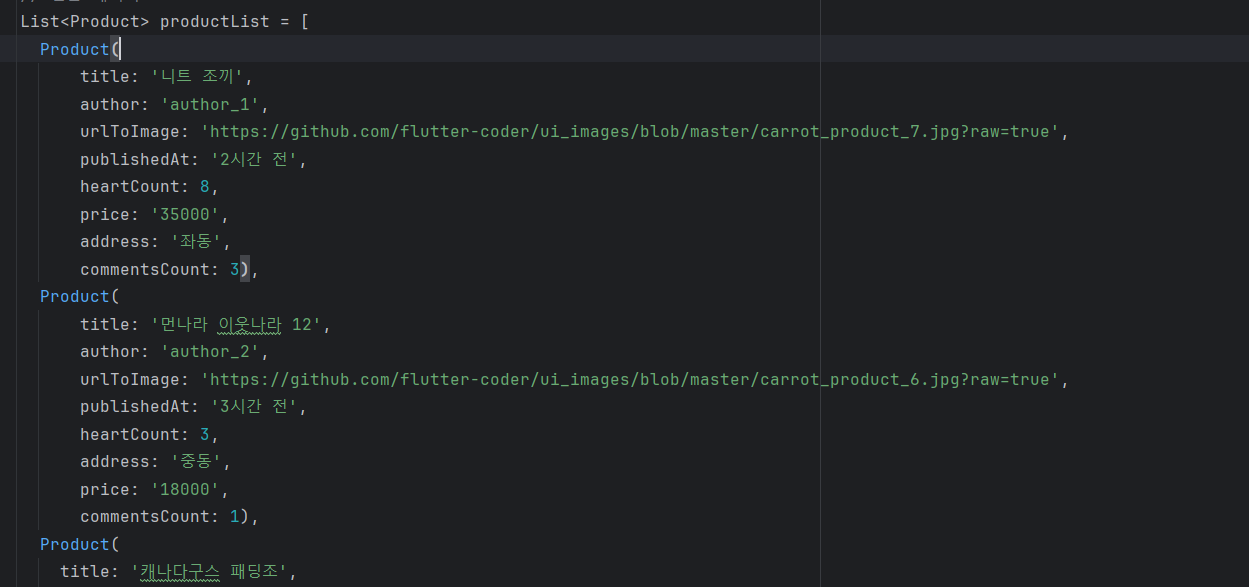 List<Product> productList = [
Product(
title: '니트 조끼',
author: 'author_1',
urlToImage: 'https://github.com/flutter-coder/ui_images/blob/master/carrot_product_7.jpg?raw=true',
publishedAt: '2시간 전',
heartCount: 8,
price: '35000',
address: '좌동',
commentsCount: 3),
Product(
title: '먼나라 이웃나라 12',
author: 'author_2',
urlToImage: 'https://github.com/flutter-coder/ui_images/blob/master/carrot_product_6.jpg?raw=true',
publishedAt: '3시간 전',
heartCount: 3,
address: '중동',
price: '18000',
commentsCount: 1),
Product(
title: '캐나다구스 패딩조',